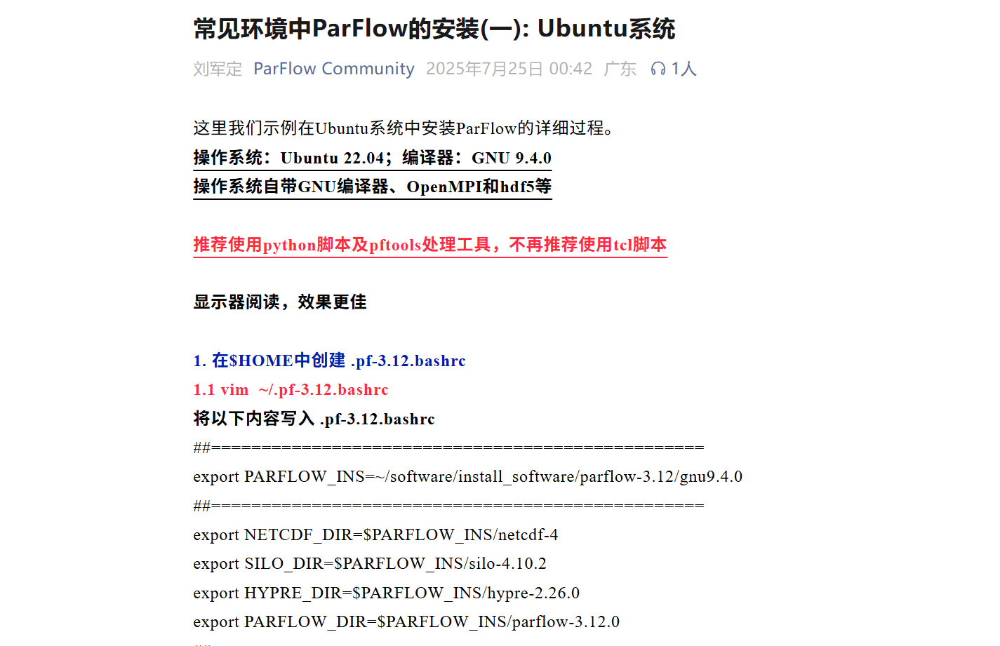 常见环境中ParFlow的安装(一): Ubuntu系统
刘军定 ParFlow Community 2025年7月25日 00:42 广东 1人
这里我们示例在Ubuntu系统中安装ParFlow的详细过程。
操作系统：Ubuntu 22.04；编译器：GNU 9.4.0
操作系统自带GNU编译器、OpenMPI和hdf5等
推荐使用python脚本及pftools处理工具，不再推荐使用tcl脚本
显示器阅读，效果更佳
1. 在$HOME中创建 .pf-3.12.bashrc
1.1 vim  ~/.pf-3.12.bashrc
将以下内容写入 .pf-3.12.bashrc
##=================================================
export PARFLOW_INS=~/software/install_software/parflow-3.12/gnu9.4.0
##=================================================
export NETCDF_DIR=$PARFLOW_INS/netcdf-4
export SILO_DIR=$PARFLOW_INS/silo-4.10.2
export HYPRE_DIR=$PARFLOW_INS/hypre-2.26.0
export PARFLOW_DIR=$PARFLOW_INS/parflow-3.12.0